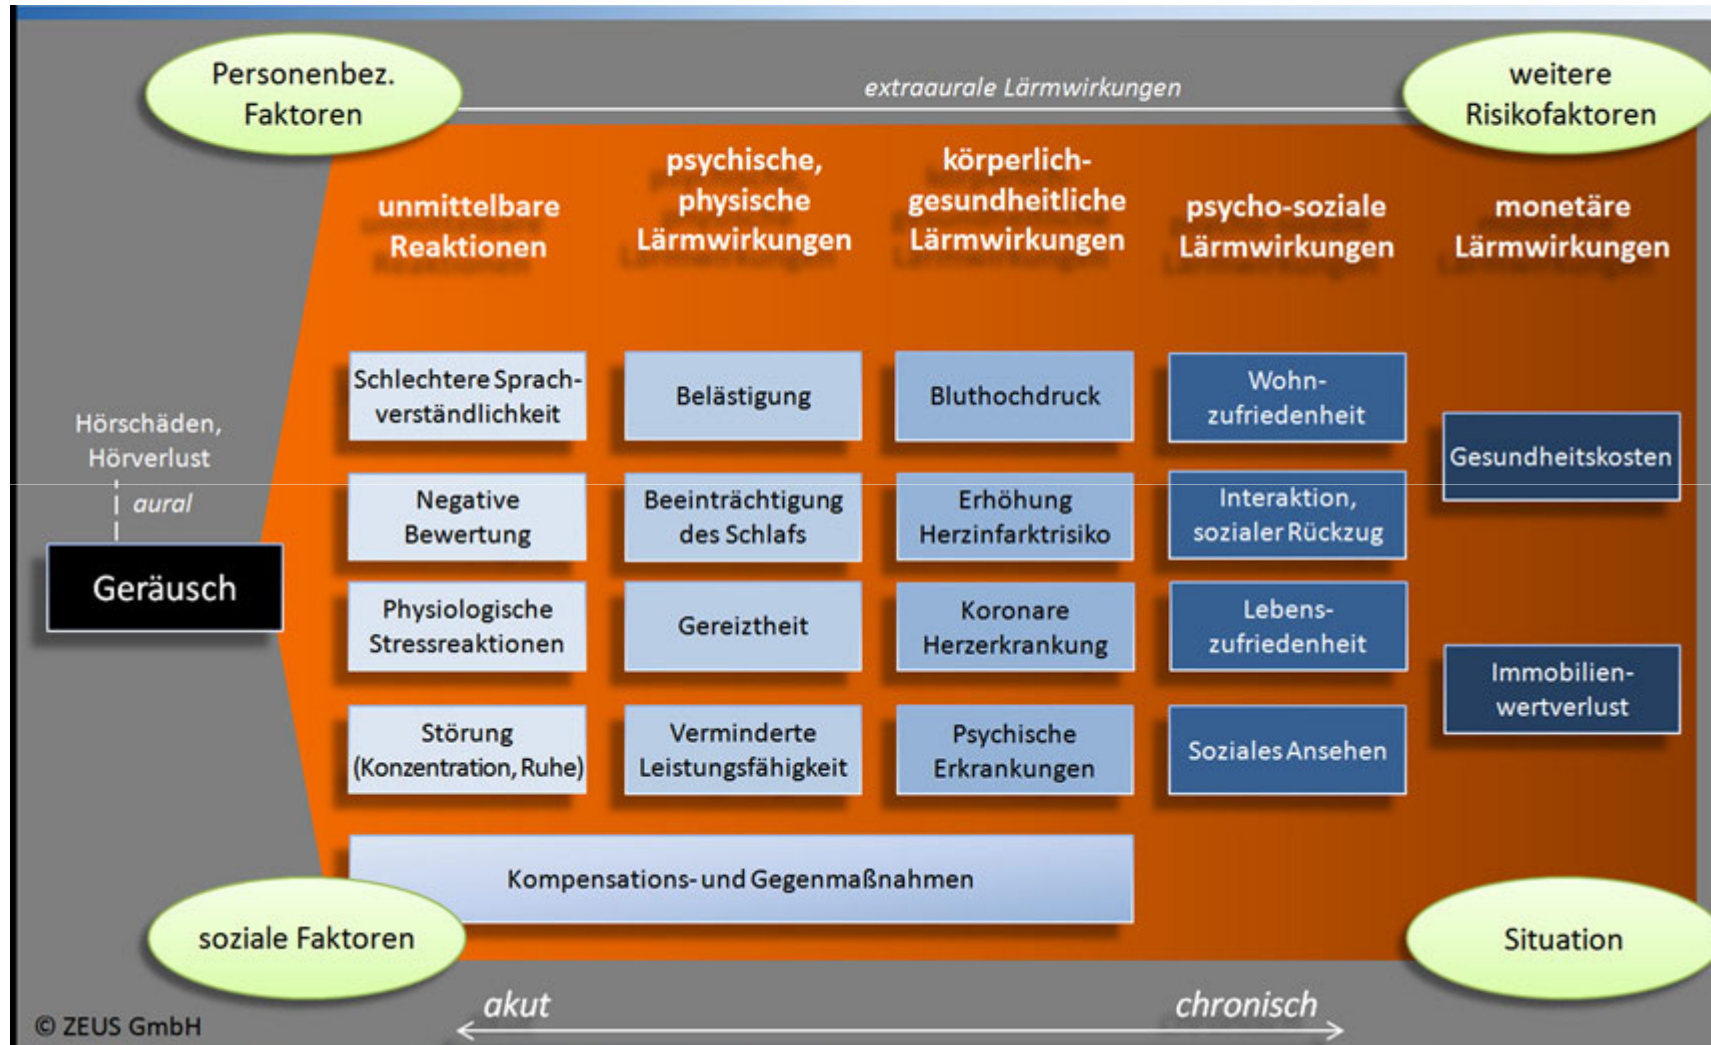 Personenbez.
Faktoren
extraaurale Lärmwirkungen
weitere
Risikofaktoren
unmittelbare
Reaktionen
psychische,
physische
Lärmwirkungen
körperlich-
gesundheitliche
Lärmwirkungen
psycho-soziale
Lärmwirkungen
monetäre
Lärmwirkungen
Hörschäden,
Hörverlust
aural
Geräusch
Schlechtere Sprach-
verständlichkeit
Negative
Bewertung
Physiologische
Stressreaktionen
Störung
(Konzentration, Ruhe)
Belästigung
Beeinträchtigung
des Schlafs
Gereiztheit
Verminderte
Leistungsfähigkeit
Bluthochdruck
Erhöhung
Herzinfarktrisiko
Koronare
Herzerkrankung
Psychische
Erkrankungen
Wohn-
zufriedenheit
Interaktion,
sozialer Rückzug
Lebens-
zufriedenheit
Soziales Ansehen
Gesundheitskosten
Immobilien-
wertverlust
Kompensations- und Gegenmaßnahmen
soziale Faktoren
Situation
akut
chronisch
© ZEUS GmbH